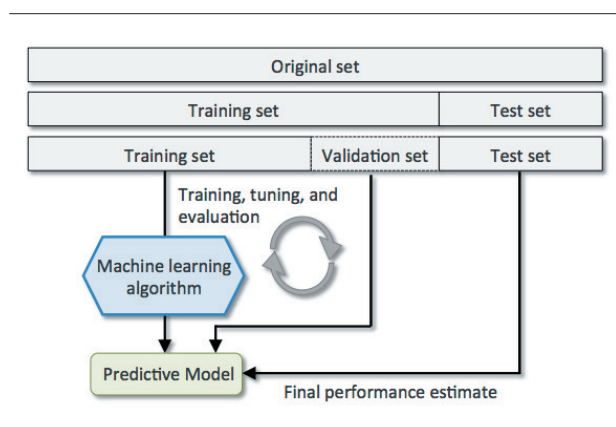 Original set
Training set Test set
Training set Validation set Test set
Training, tuning, and
evaluation
Machine learning
algorithm
Predictive Model
Final performance estimate